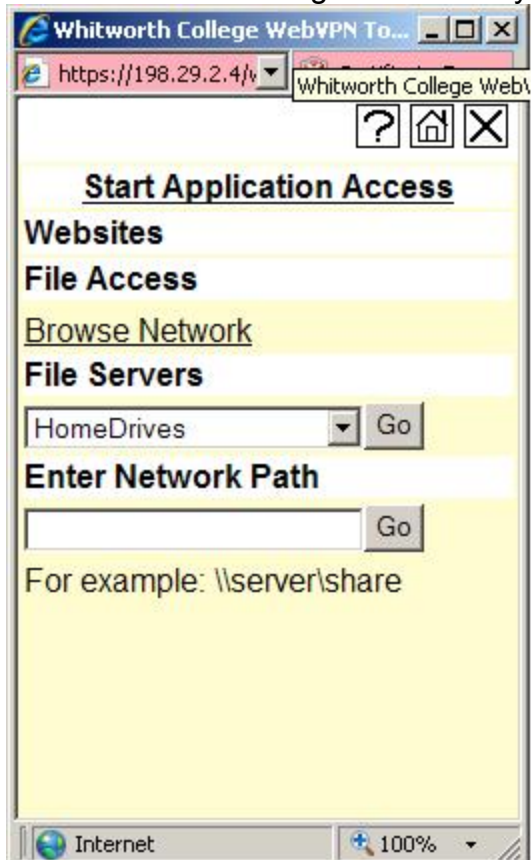 Whitworth College WebVPN To...
https://198.29.2.4/
Whitworth College Web
Start Application Access
Websites
File Access
Browse Network
File Servers
HomeDrives Go
Enter Network Path
Go
For example: \\server\share
Internet 100%